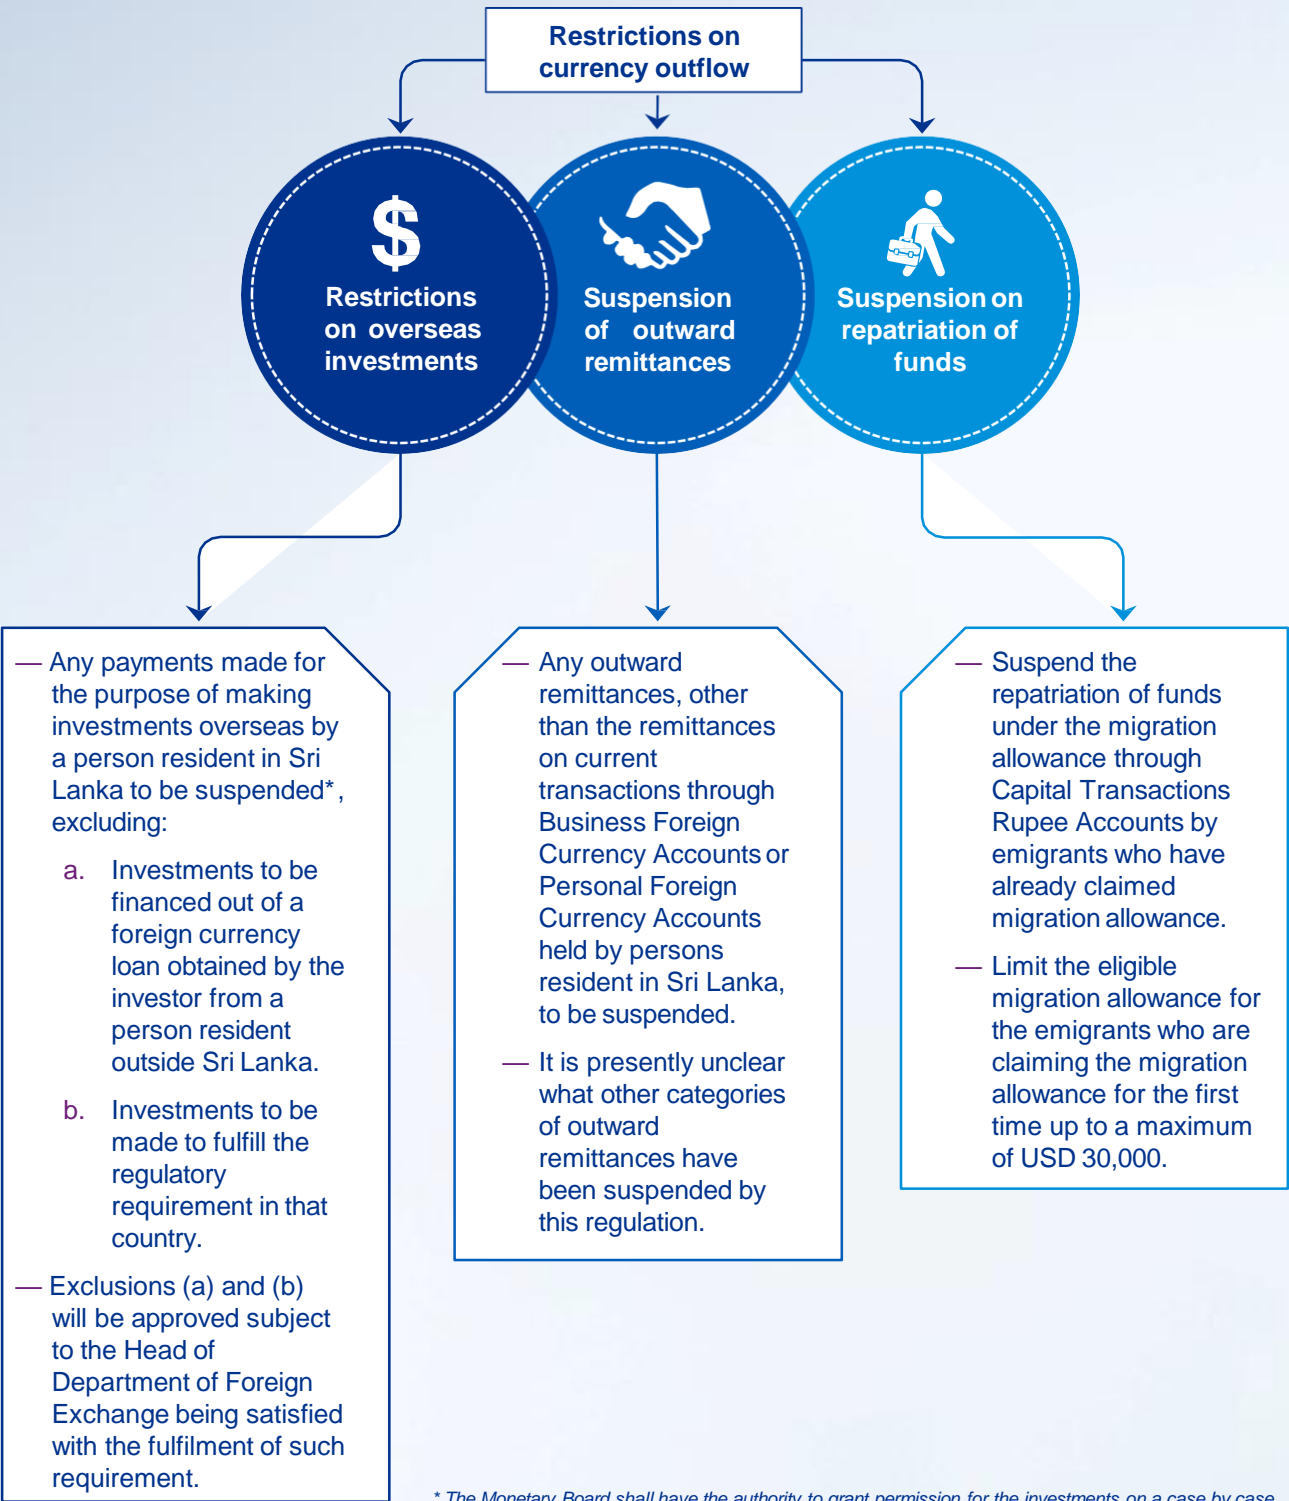 Restrictions on
currency outflow
$
Restrictions
on overseas
investments
Suspension
of outward
remittances
Suspension on
repatriation of
funds
— Any payments made for
the purpose of making
investments overseas by
a person resident in Sri
Lanka to be suspended*,
excluding:
a. Investments to be
financed out of a
foreign currency
loan obtained by the
investor from a
person resident
outside Sri Lanka.
b. Investments to be
made to fulfill the
regulatory
requirement in that
country.
— Exclusions (a) and (b)
will be approved subject
to the Head of
Department of Foreign
Exchange being satisfied
with the fulfilment of such
requirement.
— Any outward
remittances, other
than the remittances
on current
transactions through
Business Foreign
Currency Accounts or
Personal Foreign
Currency Accounts
held by persons
resident in Sri Lanka,
to be suspended.
— It is presently unclear
what other categories
of outward
remittances have
been suspended by
this regulation.
— Suspend the
repatriation of funds
under the migration
allowance through
Capital Transactions
Rupee Accounts by
emigrants who have
already claimed
migration allowance.
— Limit the eligible
migration allowance for
the emigrants who are
claiming the migration
allowance for the first
time up to a maximum
of USD 30,000.
* The Monetary Board shall have the authority to grant permission for the investments on a case by case